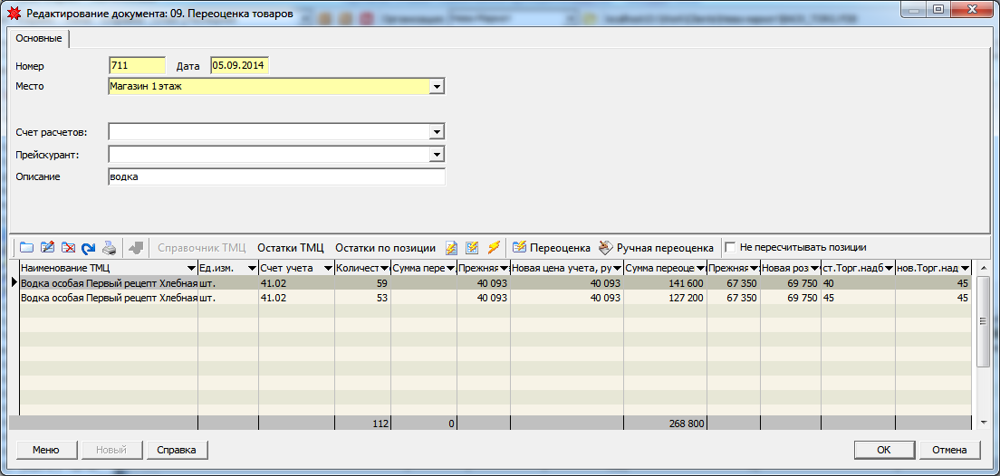 Редактирование документа: 09. Переоценка товаров
Основные
Номер 711 Дата 05.09.2014
Место Магазин 1 этаж
Счет расчетов:
Прейскурант:
Описание водка
Справочник ТМЦ Остатки ТМЦ Остатки по позиции Переоценка Ручная переоценка Не пересчитывать позиции
Наименование ТМЦ Ед.изм. Счет учета Количест Сумма пере Прежняя Новая цена учета, ру Сумма переоце Прежняя Новая роз ст.Торг.надб нов.Торг.над
Водка особая Первый рецепт Хлебная шт. 41.02 59 40 093 40 093 141 600 67 350 69 750 40 45
Водка особая Первый рецепт Хлебная шт. 41.02 53 40 093 40 093 127 200 67 350 69 750 45 45
112 0 268 800
Меню Новый Справка OK Отмена